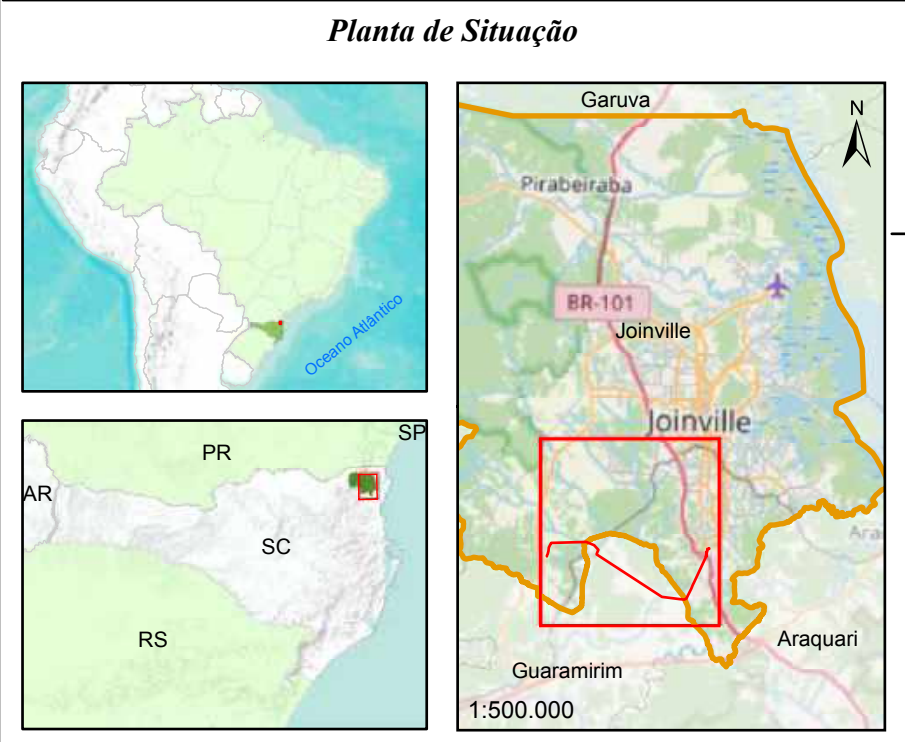 Planta de Situação
Oceano Atlântico
SP
PR
AR
SC
RS
Garuva
N
Pirabeiraba
BR-101
Joinville
Joinville
Araquari
Guaramirim
1:500.000